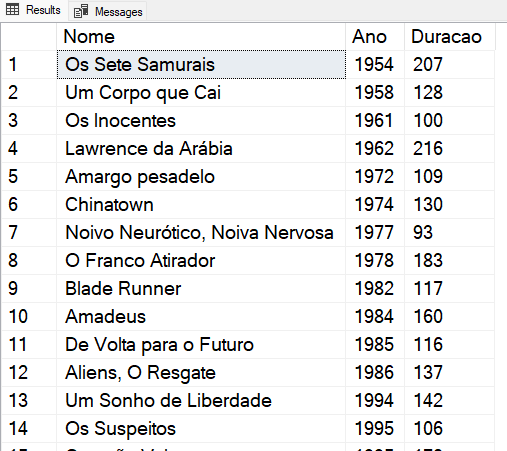 Results Messages
Nome Ano Duracao
1 Os Sete Samurais 1954 207
2 Um Corpo que Cai 1958 128
3 Os Inocentes 1961 100
4 Lawrence da Arábia 1962 216
5 Amargo pesadelo 1972 109
6 Chinatown 1974 130
7 Noivo Neurótico, Noiva Nervosa 1977 93
8 O Franco Atirador 1978 183
9 Blade Runner 1982 117
10 Amadeus 1984 160
11 De Volta para o Futuro 1985 116
12 Aliens, O Resgate 1986 137
13 Um Sonho de Liberdade 1994 142
14 Os Suspeitos 1995 106